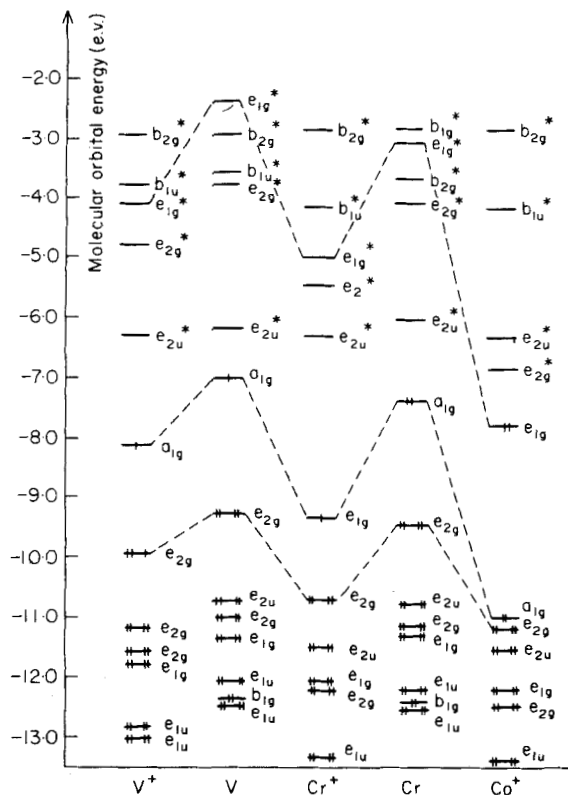 Molecular orbital energy (e.v.)
-2·0
-3·0
-4·0
-5·0
-6·0
-7·0
-8·0
-9·0
-10·0
-11·0
-12·0
-13·0
b2g*
b1u*
e1g*
e2g*
e2u*
a1g
e2g
e2g
e2g
e1g
e1u
e1u
V+
e1g*
b2g*
b1u*
e2g*
e2u*
a1g
e2g
e2u
e2g
e1g
e1u
b1g
e1u
V
b2g*
b1u*
e1g*
e2*
e2u*
e1g
e2g
e2u
e1g
e2g
e1u
Cr+
b1g*
e1g*
b2g*
e2g*
e2u*
a1g
e2g
e2u
e2g
e1g
e1u
b1g
e1u
Cr
b2g*
b1u*
e2u*
e2g*
e1g
a1g
e2g
e2u
e1g
e2g
e1u
Co+